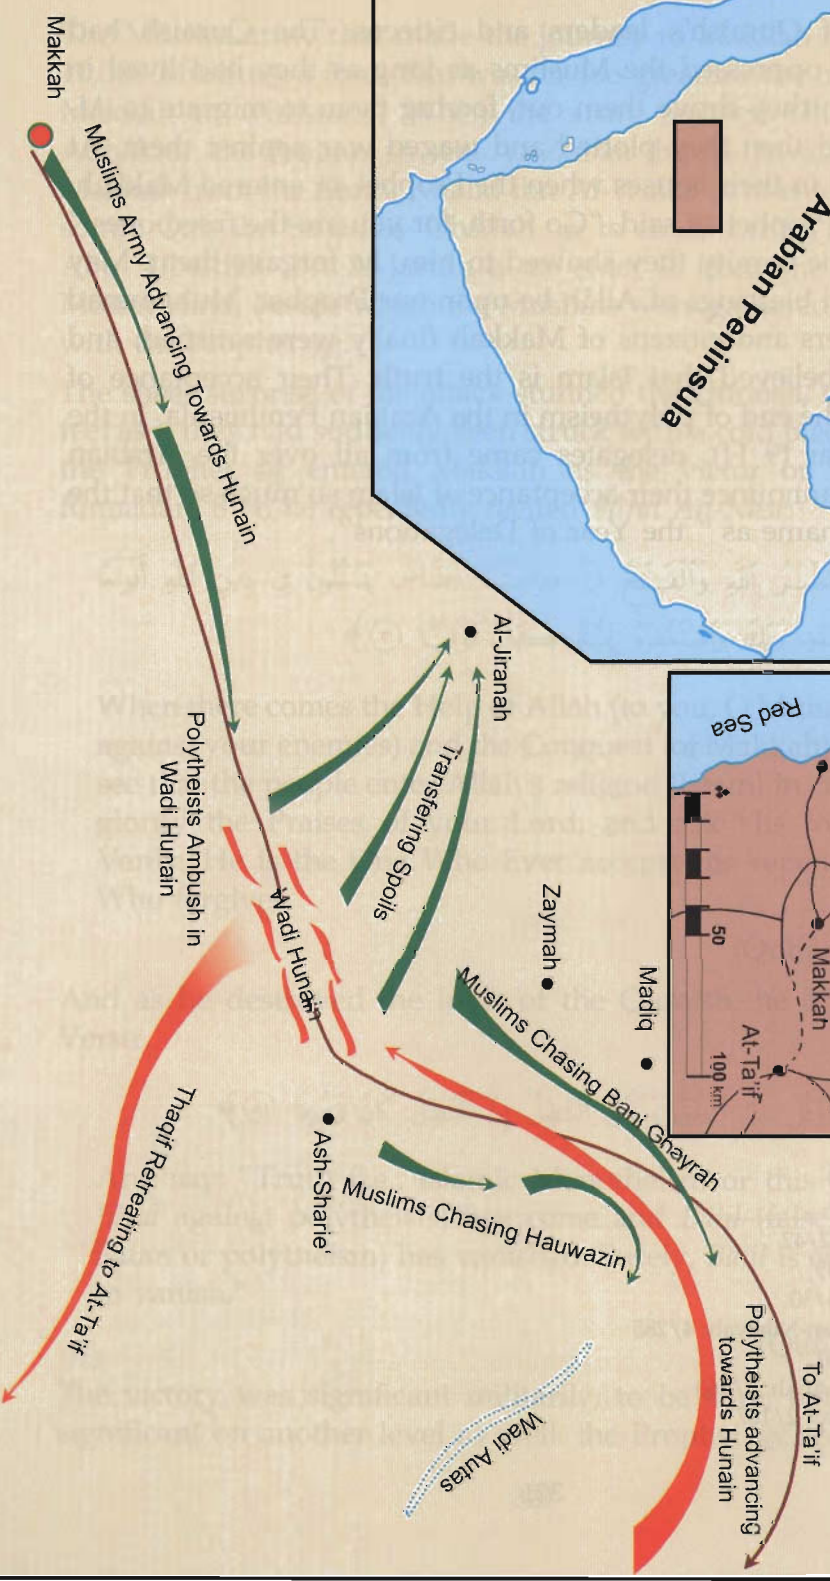 Arabian Peninsula
Red Sea
Makkah
At-Ta'if
50
100 km
To At-Ta'if
Polytheists advancing
towards Hunain
Madiq
Muslims Chasing Bani Ghayrah
Zaymah
Al-Jiranah
Transfering Spoils
Muslims Chasing Hauwazin
Wadi Autas
Ash-Sharie'
Wadi Hunain
Polytheists Ambush in
Wadi Hunain
Thaqif Retreating to At-Ta'if
Muslims Army Advancing Towards Hunain
Makkah